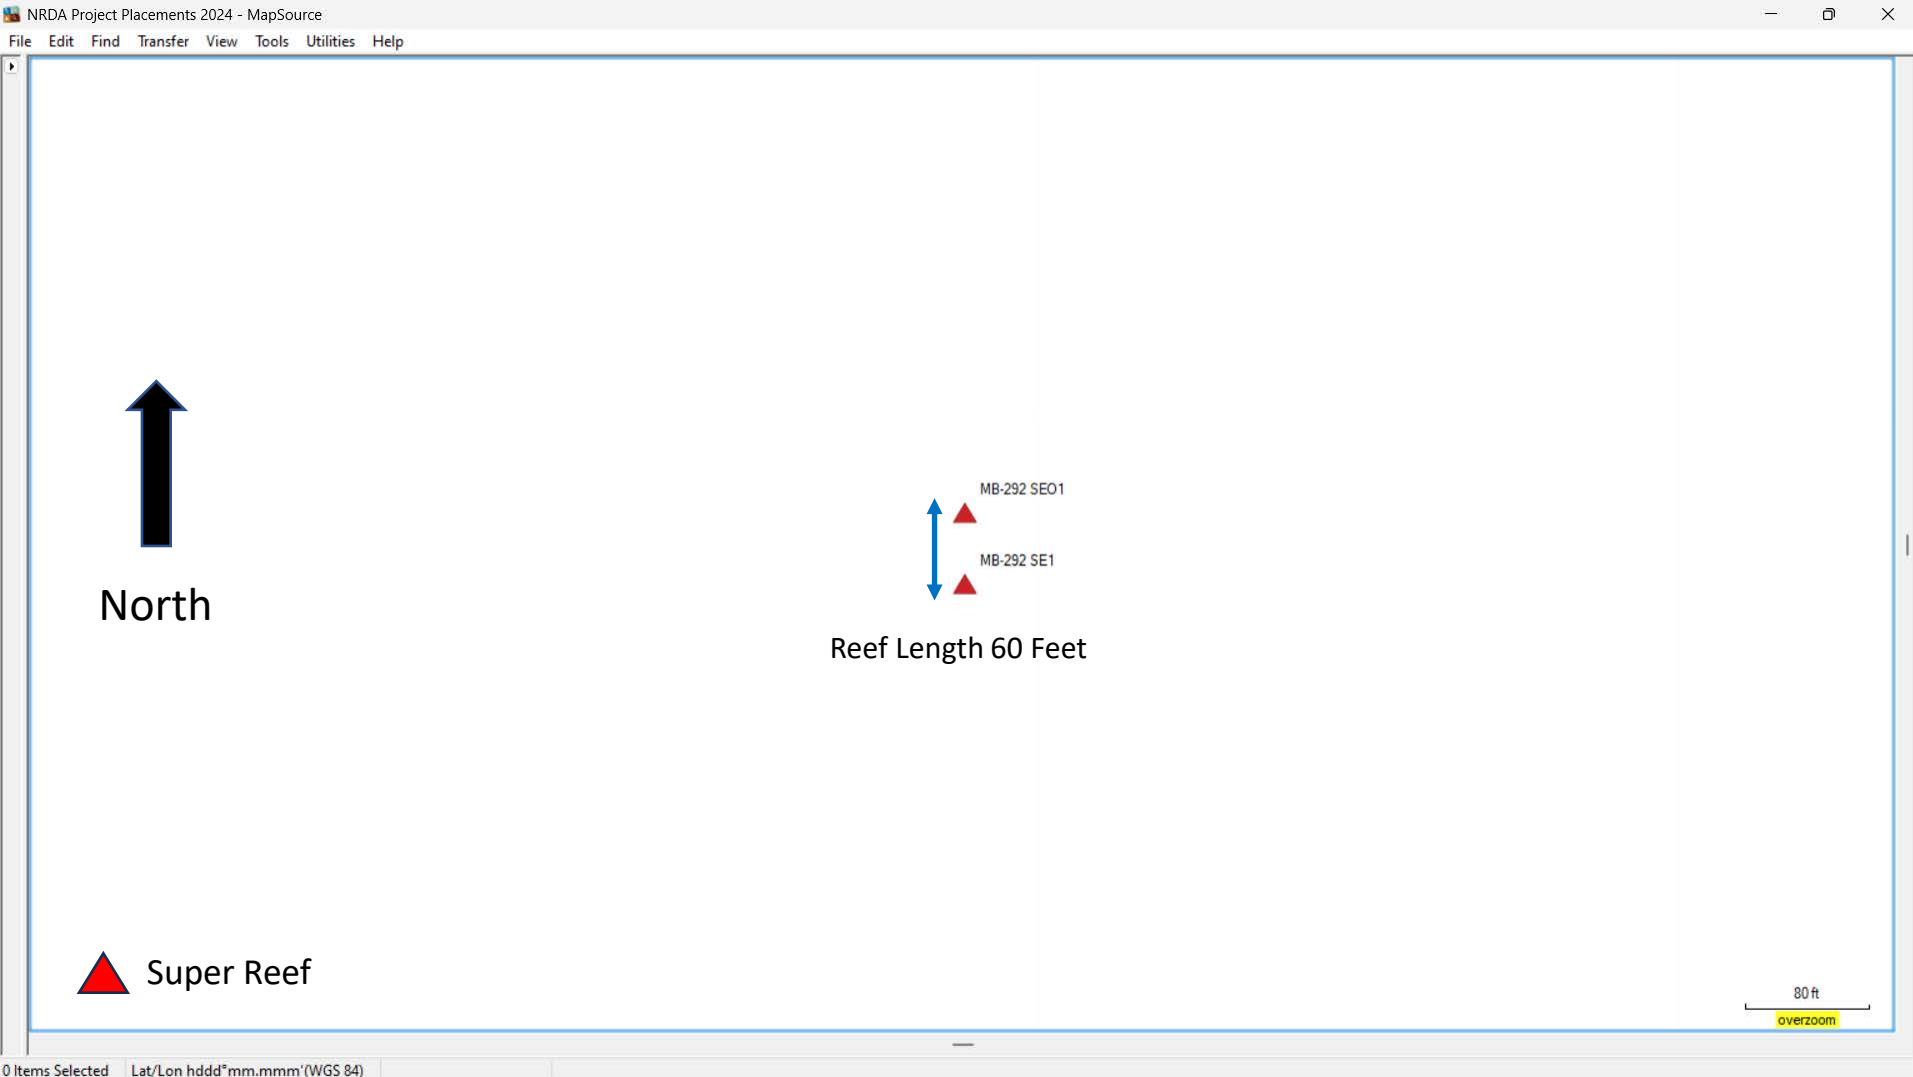 NRDA Project Placements 2024 - MapSource
File Edit Find Transfer View Tools Utilities Help
MB-292 SEO1
MB-292 SE1
North
Reef Length 60 Feet
Super Reef
80 ft
overzoom
0 Items Selected Lat/Lon hddd°mm.mmm'(WGS 84)